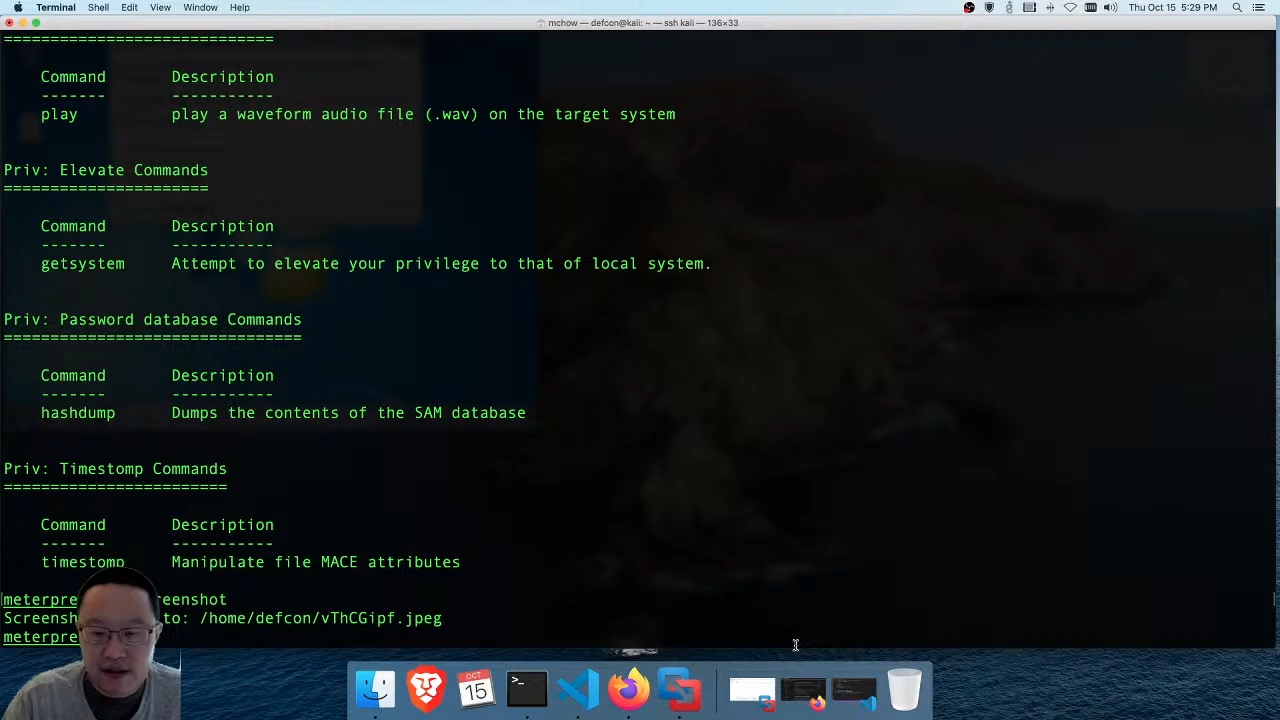 Terminal Shell Edit View Window Help Thu Oct 15 5:29 PM
mchow — defcon@kali: ~ — ssh kali — 136×33
=============================
Command Description
------- -----------
play play a waveform audio file (.wav) on the target system
Priv: Elevate Commands
======================
Command Description
------- -----------
getsystem Attempt to elevate your privilege to that of local system.
Priv: Password database Commands
================================
Command Description
------- -----------
hashdump Dumps the contents of the SAM database
Priv: Timestomp Commands
========================
Command Description
------- -----------
timestomp Manipulate file MACE attributes
meterpre eenshot
Screensh to: /home/defcon/vThCGipf.jpeg
meterpre
OCT
15
>_